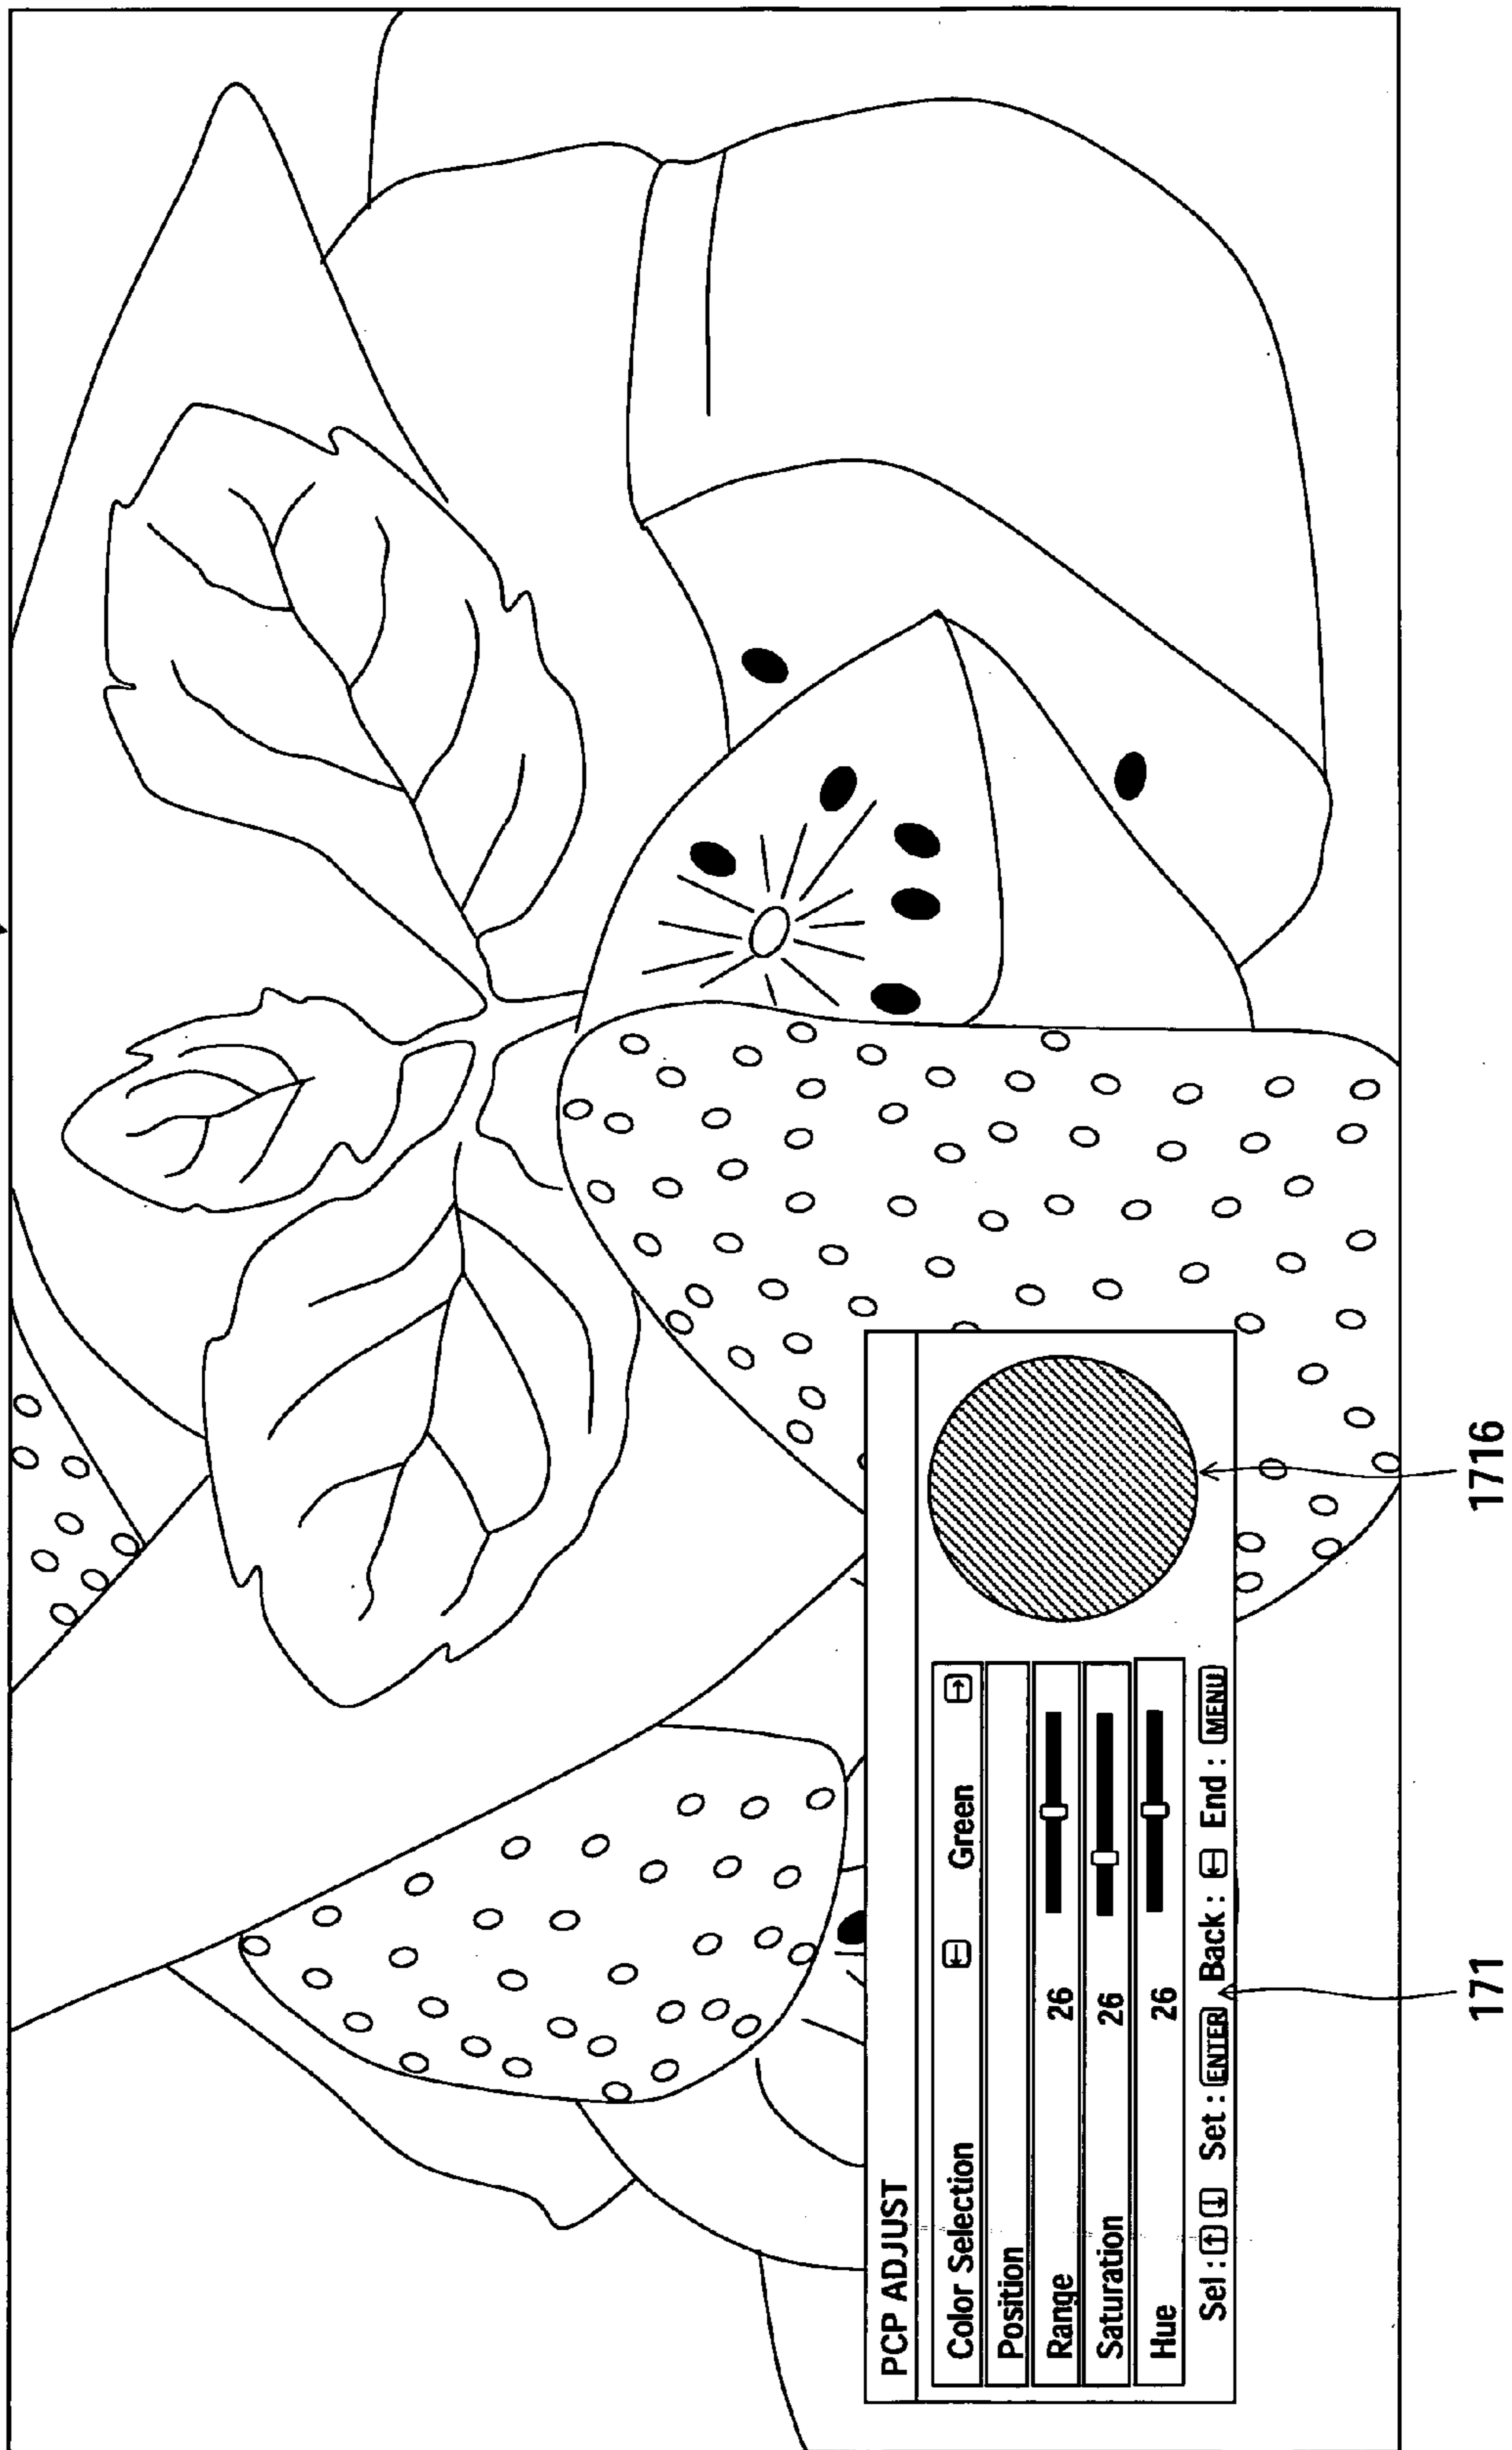 PCP ADJUST
Color Selection ← Green →
Position
Range 26
Saturation 26
Hue 26
Sel : ↑ ↓ Set : ENTER Back : ← End : MENU
171
1716